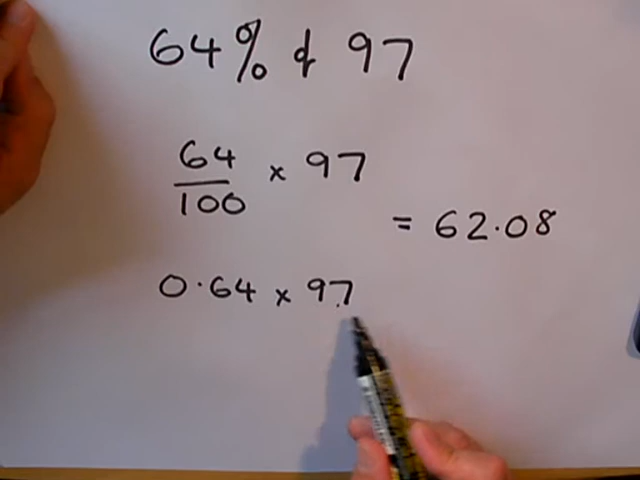 64% of 97
64/100 × 97
= 62.08
0.64 × 97